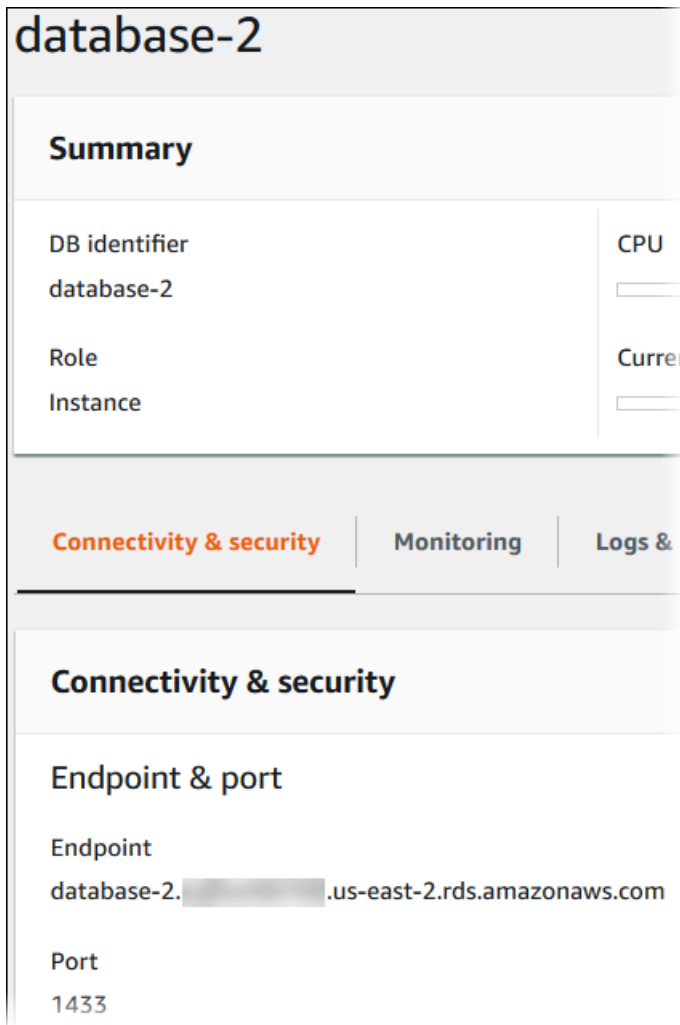 database-2
Summary
DB identifier
database-2
Role
Instance
CPU
Curre
Connectivity & security
Monitoring
Logs &
Connectivity & security
Endpoint & port
Endpoint
database-2. .us-east-2.rds.amazonaws.com
Port
1433